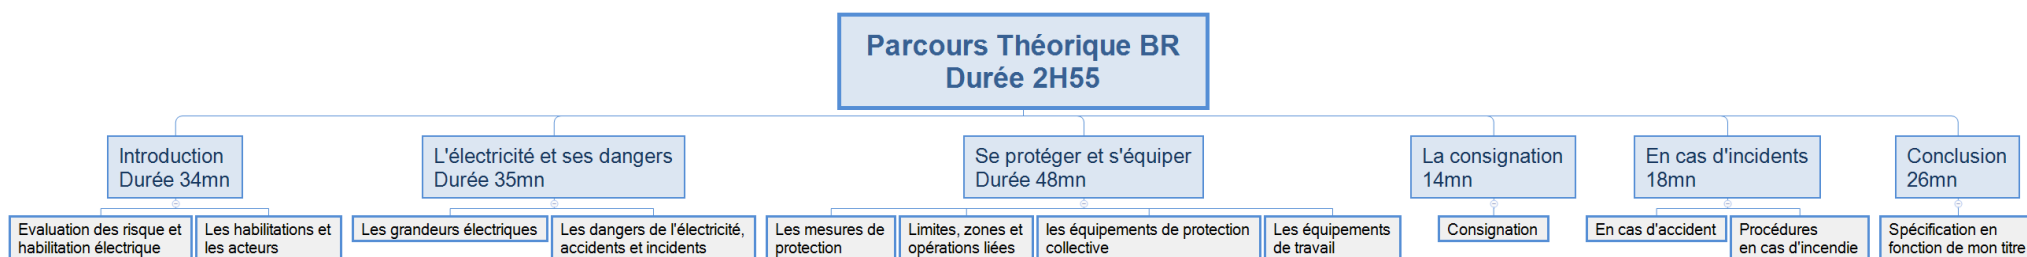 Parcours Théorique BR
Durée 2H55
Introduction
Durée 34mn
L'électricité et ses dangers
Durée 35mn
Se protéger et s'équiper
Durée 48mn
La consignation
14mn
En cas d'incidents
18mn
Conclusion
26mn
Evaluation des risque et
habilitation électrique
Les habilitations et
les acteurs
Les grandeurs électriques
Les dangers de l'électricité,
accidents et incidents
Les mesures de
protection
Limites, zones et
opérations liées
les équipements de protection
collective
Les équipements
de travail
Consignation
En cas d'accident
Procédures
en cas d'incendie
Spécification en
fonction de mon titre